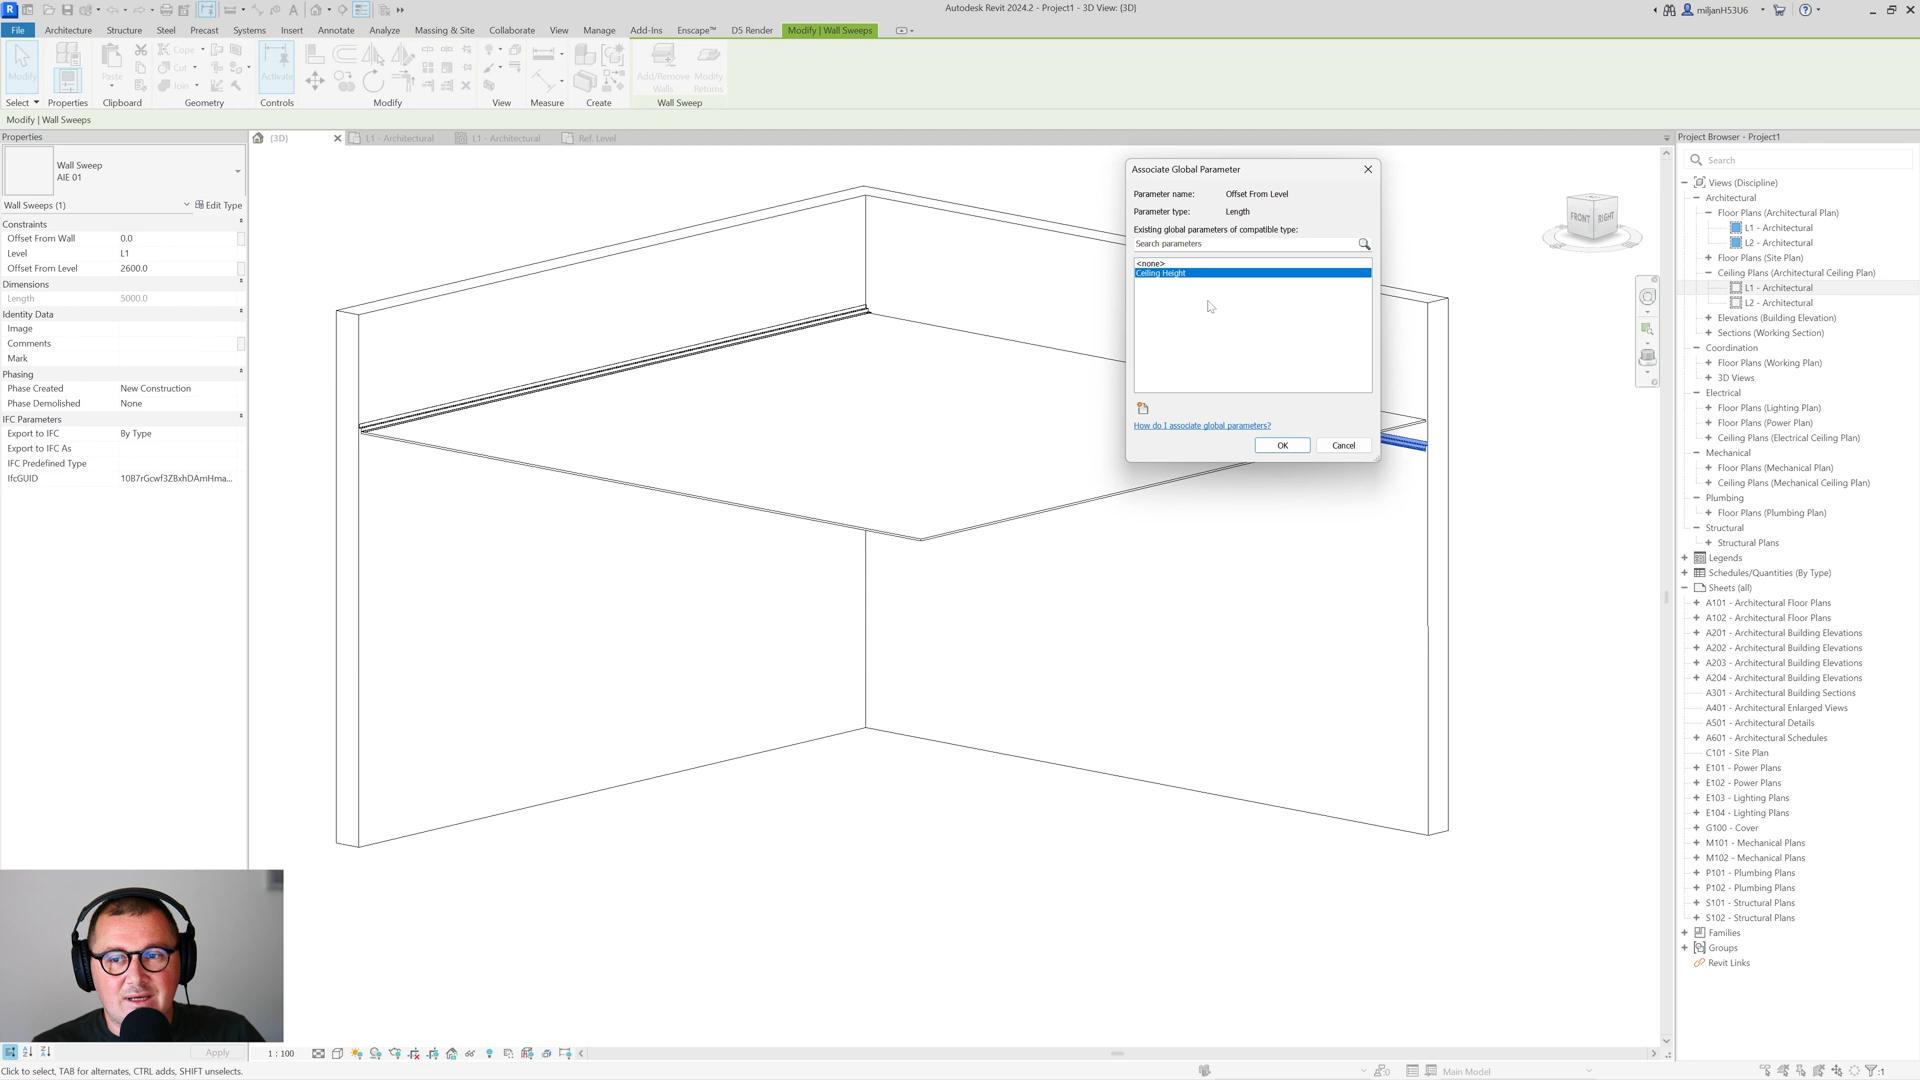 Autodesk Revit 2024.2 - Project1 - 3D View: {3D}
miljanH53U6
File Architecture Structure Steel Precast Systems Insert Annotate Analyze Massing & Site Collaborate View Manage Add-Ins Enscape™ D5 Render Modify | Wall Sweeps
Modify
Paste
Cope
Cut
Join
Activate
Add/Remove Walls
Modify Returns
Select Properties Clipboard Geometry Controls Modify View Measure Create Wall Sweep
Modify | Wall Sweeps
Properties
{3D}
L1 - Architectural
L1 - Architectural
Ref. Level
Wall Sweep
AIE 01
Wall Sweeps (1)
Edit Type
Constraints
Offset From Wall 0.0
Level L1
Offset From Level 2600.0
Dimensions
Length 5000.0
Identity Data
Image
Comments
Mark
Phasing
Phase Created New Construction
Phase Demolished None
IFC Parameters
Export to IFC By Type
Export to IFC As
IFC Predefined Type
IfcGUID 10B7rGcwf3ZBxhDAmHma...
Apply
Associate Global Parameter
Parameter name: Offset From Level
Parameter type: Length
Existing global parameters of compatible type:
Search parameters
<none>
Ceiling Height
How do I associate global parameters?
OK Cancel
FRONT RIGHT
Project Browser - Project1
Search
Views (Discipline)
Architectural
Floor Plans (Architectural Plan)
L1 - Architectural
L2 - Architectural
Floor Plans (Site Plan)
Ceiling Plans (Architectural Ceiling Plan)
L1 - Architectural
L2 - Architectural
Elevations (Building Elevation)
Sections (Working Section)
Coordination
Floor Plans (Working Plan)
3D Views
Electrical
Floor Plans (Lighting Plan)
Floor Plans (Power Plan)
Ceiling Plans (Electrical Ceiling Plan)
Mechanical
Floor Plans (Mechanical Plan)
Ceiling Plans (Mechanical Ceiling Plan)
Plumbing
Floor Plans (Plumbing Plan)
Structural
Structural Plans
Legends
Schedules/Quantities (By Type)
Sheets (all)
A101 - Architectural Floor Plans
A102 - Architectural Floor Plans
A201 - Architectural Building Elevations
A202 - Architectural Building Elevations
A203 - Architectural Building Elevations
A204 - Architectural Building Elevations
A301 - Architectural Building Sections
A401 - Architectural Enlarged Views
A501 - Architectural Details
A601 - Architectural Schedules
C101 - Site Plan
E101 - Power Plans
E102 - Power Plans
E103 - Lighting Plans
E104 - Lighting Plans
G100 - Cover
M101 - Mechanical Plans
M102 - Mechanical Plans
P101 - Plumbing Plans
P102 - Plumbing Plans
S101 - Structural Plans
S102 - Structural Plans
Families
Groups
Revit Links
1 : 100
Click to select, TAB for alternates, CTRL adds, SHIFT unselects.
:0
Main Model
:1